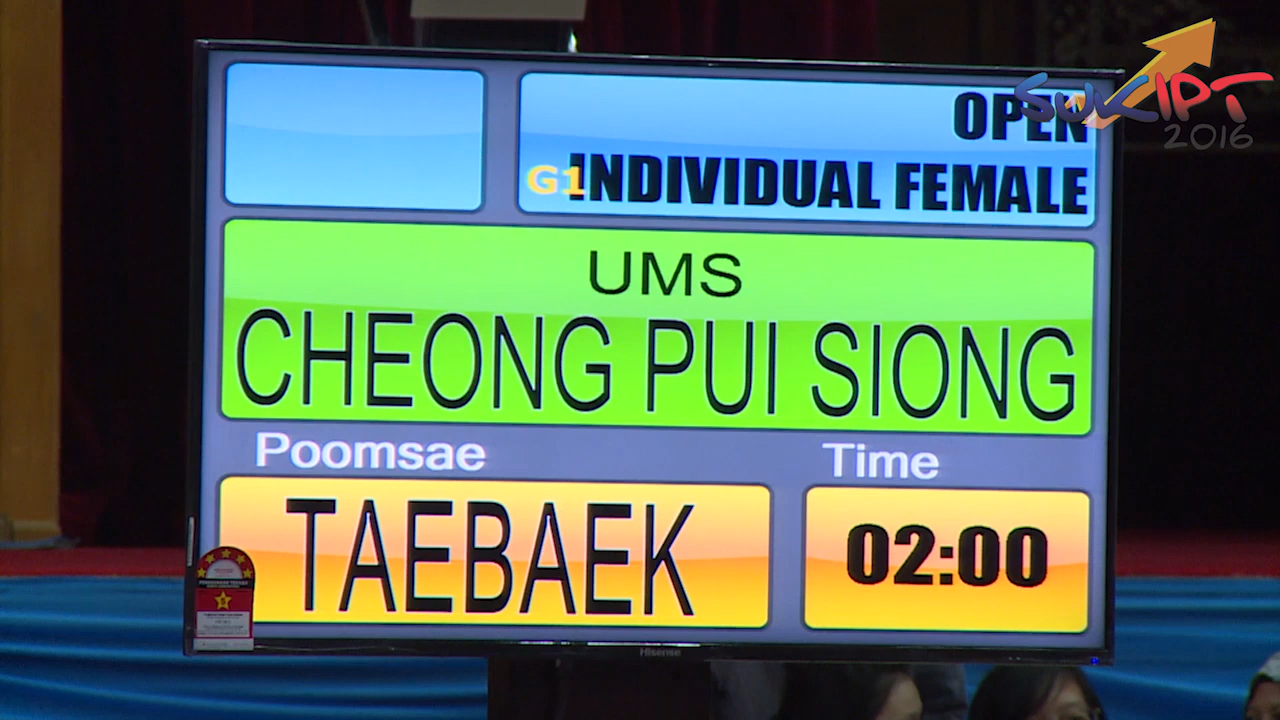 SUKIPT
2016
OPEN
G1 INDIVIDUAL FEMALE
UMS
CHEONG PUI SIONG
Poomsae
Time
TAEBAEK
02:00
Hisense